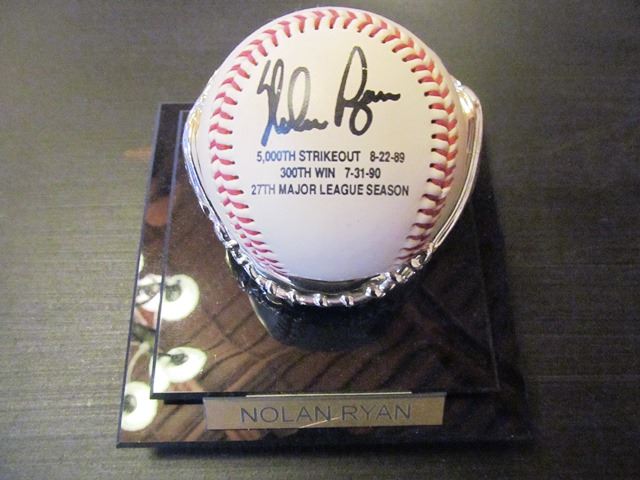 Nolan Ryan
5,000TH STRIKEOUT 8-22-89
300TH WIN 7-31-90
27TH MAJOR LEAGUE SEASON
NOLAN RYAN